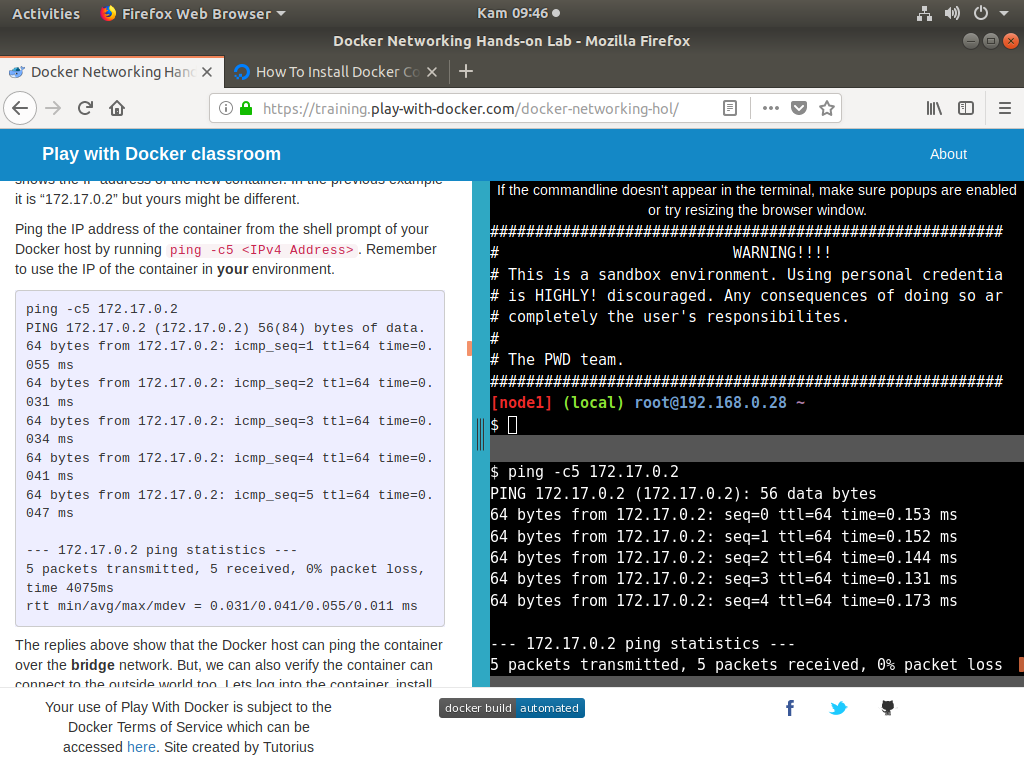 Activities
Firefox Web Browser
Kam 09:46
Docker Networking Hands-on Lab - Mozilla Firefox
Docker Networking Han
How To Install Docker Co
https://training.play-with-docker.com/docker-networking-hol/
Play with Docker classroom
About
it is “172.17.0.2” but yours might be different.
Ping the IP address of the container from the shell prompt of your
Docker host by running ping -c5 <IPv4 Address>. Remember
to use the IP of the container in your environment.
ping -c5 172.17.0.2
PING 172.17.0.2 (172.17.0.2) 56(84) bytes of data.
64 bytes from 172.17.0.2: icmp_seq=1 ttl=64 time=0.
055 ms
64 bytes from 172.17.0.2: icmp_seq=2 ttl=64 time=0.
031 ms
64 bytes from 172.17.0.2: icmp_seq=3 ttl=64 time=0.
034 ms
64 bytes from 172.17.0.2: icmp_seq=4 ttl=64 time=0.
041 ms
64 bytes from 172.17.0.2: icmp_seq=5 ttl=64 time=0.
047 ms
--- 172.17.0.2 ping statistics ---
5 packets transmitted, 5 received, 0% packet loss,
time 4075ms
rtt min/avg/max/mdev = 0.031/0.041/0.055/0.011 ms
The replies above show that the Docker host can ping the container
over the bridge network. But, we can also verify the container can
connect to the outside world too. Lets log into the container, install
If the commandline doesn't appear in the terminal, make sure popups are enabled
or try resizing the browser window.
#########################################################
# WARNING!!!!
# This is a sandbox environment. Using personal credentia
# is HIGHLY! discouraged. Any consequences of doing so ar
# completely the user's responsibilites.
#
# The PWD team.
#########################################################
[node1] (local) root@192.168.0.28 ~
$
$ ping -c5 172.17.0.2
PING 172.17.0.2 (172.17.0.2): 56 data bytes
64 bytes from 172.17.0.2: seq=0 ttl=64 time=0.153 ms
64 bytes from 172.17.0.2: seq=1 ttl=64 time=0.152 ms
64 bytes from 172.17.0.2: seq=2 ttl=64 time=0.144 ms
64 bytes from 172.17.0.2: seq=3 ttl=64 time=0.131 ms
64 bytes from 172.17.0.2: seq=4 ttl=64 time=0.173 ms
--- 172.17.0.2 ping statistics ---
5 packets transmitted, 5 packets received, 0% packet loss
Your use of Play With Docker is subject to the
Docker Terms of Service which can be
accessed here. Site created by Tutorius
docker build automated